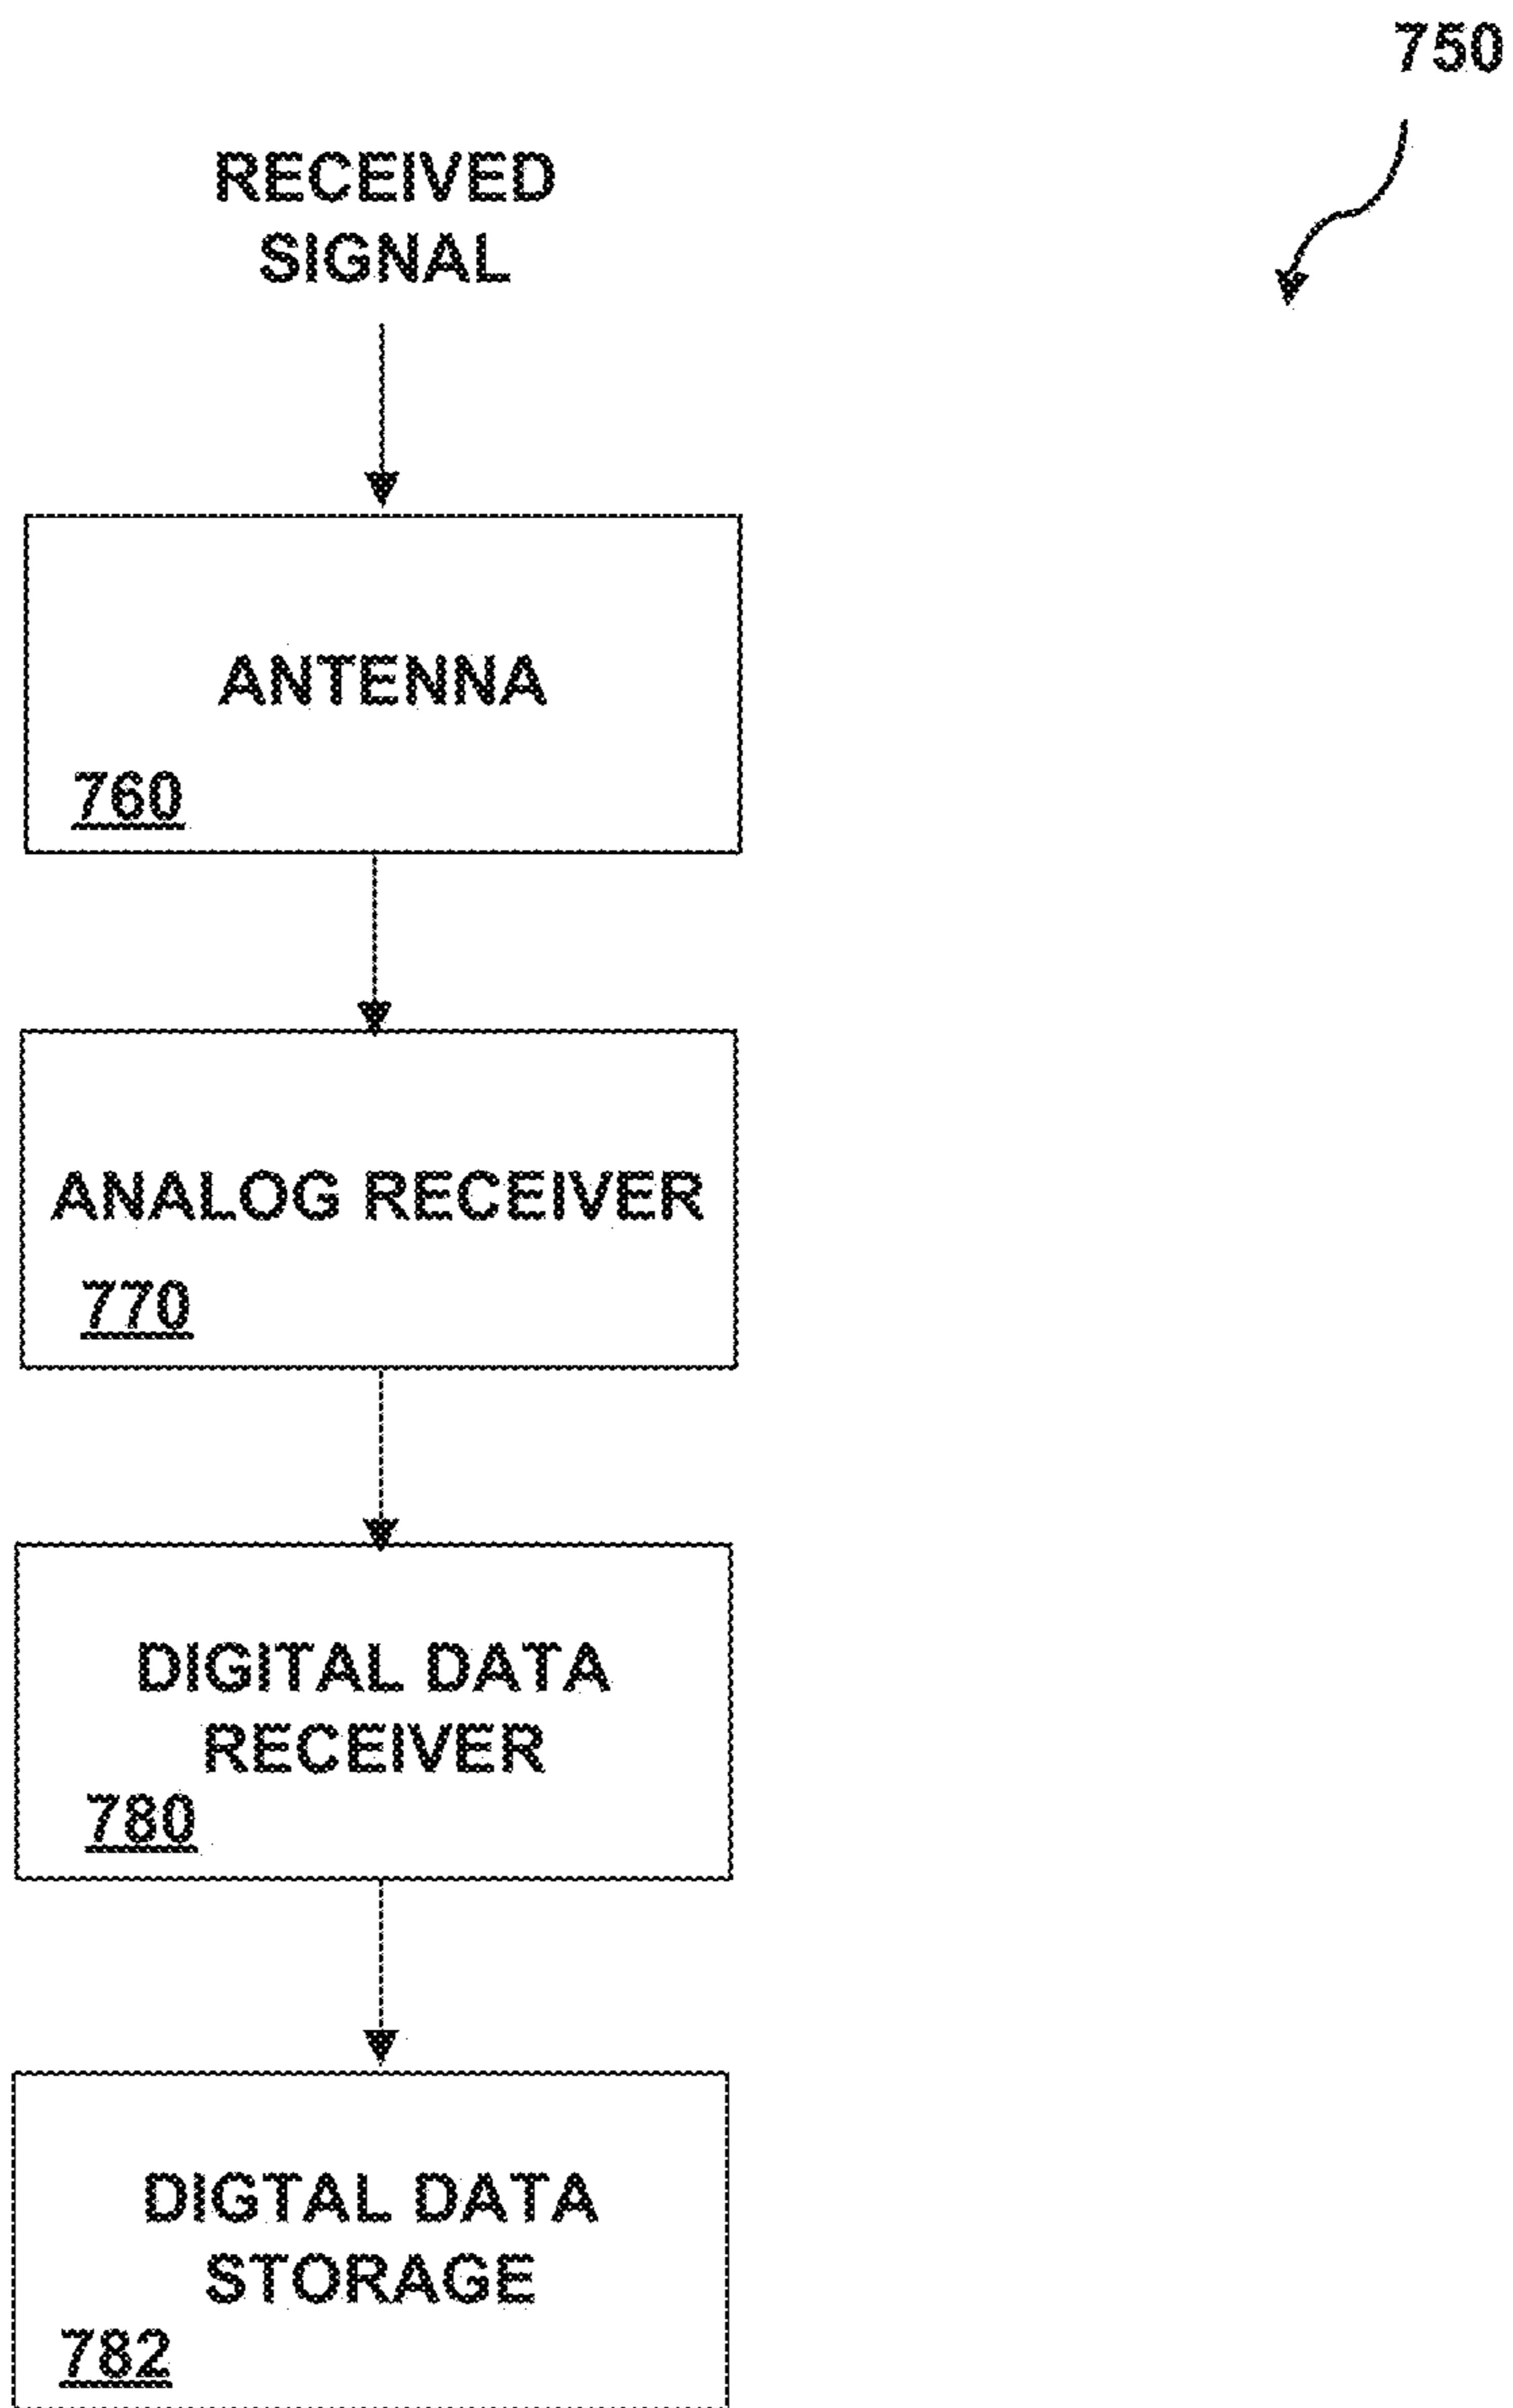 750
RECEIVED
SIGNAL
ANTENNA
760
ANALOG RECEIVER
770
DIGITAL DATA
RECEIVER
780
DIGTAL DATA
STORAGE
782